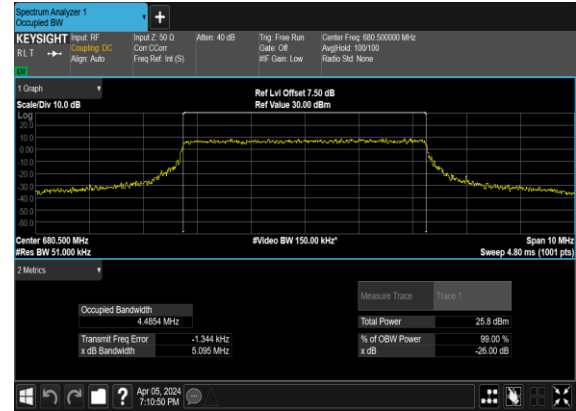 Spectrum Analyzer 1
Occupied BW
+
KEYSIGHT Input: RF Input Z: 50 Ω Atten: 40 dB Trig: Free Run Center Freq: 680.500000 MHz
RLT Coupling: DC Corr CCorr Gate: Off Avg|Hold: 100/100
Align: Auto Freq Ref: Int (S) #IF Gain: Low Radio Std: None
LV
1 Graph
Ref Lvl Offset 7.50 dB
Scale/Div 10.0 dB Ref Value 30.00 dBm
Log
20.0
10.0
0.00
-10.0
-20.0
-30.0
-40.0
-50.0
-60.0
Center 680.500 MHz #Video BW 150.00 kHz* Span 10 MHz
#Res BW 51.000 kHz Sweep 4.80 ms (1001 pts)
2 Metrics
Measure Trace Trace 1
Occupied Bandwidth
4.4854 MHz Total Power 25.8 dBm
Transmit Freq Error -1.344 kHz % of OBW Power 99.00 %
x dB Bandwidth 5.095 MHz x dB -26.00 dB
? Apr 05, 2024
7:10:50 PM